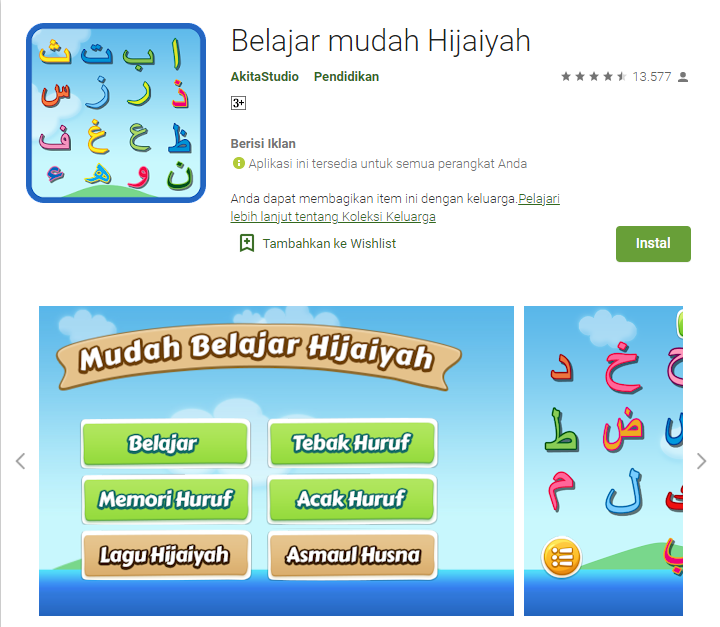 ا ب ت ث
ذ ر ز س
ظ ع غ ف
ن و ه ء
Belajar mudah Hijaiyah
AkitaStudio Pendidikan
13.577
3+
Berisi Iklan
Aplikasi ini tersedia untuk semua perangkat Anda
Anda dapat membagikan item ini dengan keluarga.Pelajari
lebih lanjut tentang Koleksi Keluarga
Tambahkan ke Wishlist
Instal
Mudah Belajar Hijaiyah
Belajar Tebak Huruf
Memori Huruf Acak Huruf
Lagu Hijaiyah Asmaul Husna
خ د
ض ط
ل م